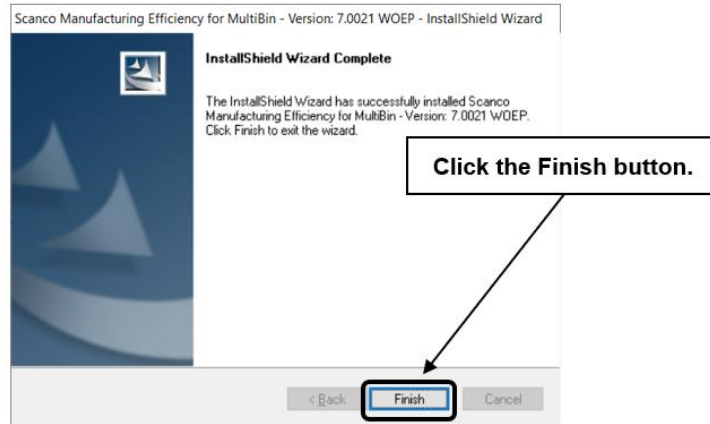 Scanco Manufacturing Efficiency for MultiBin - Version: 7.0021 WOEP - InstallShield Wizard
InstallShield Wizard Complete
The InstallShield Wizard has successfully installed Scanco
Manufacturing Efficiency for MultiBin - Version: 7.0021 WOEP.
Click Finish to exit the wizard.
Click the Finish button.
< Back
Finish
Cancel